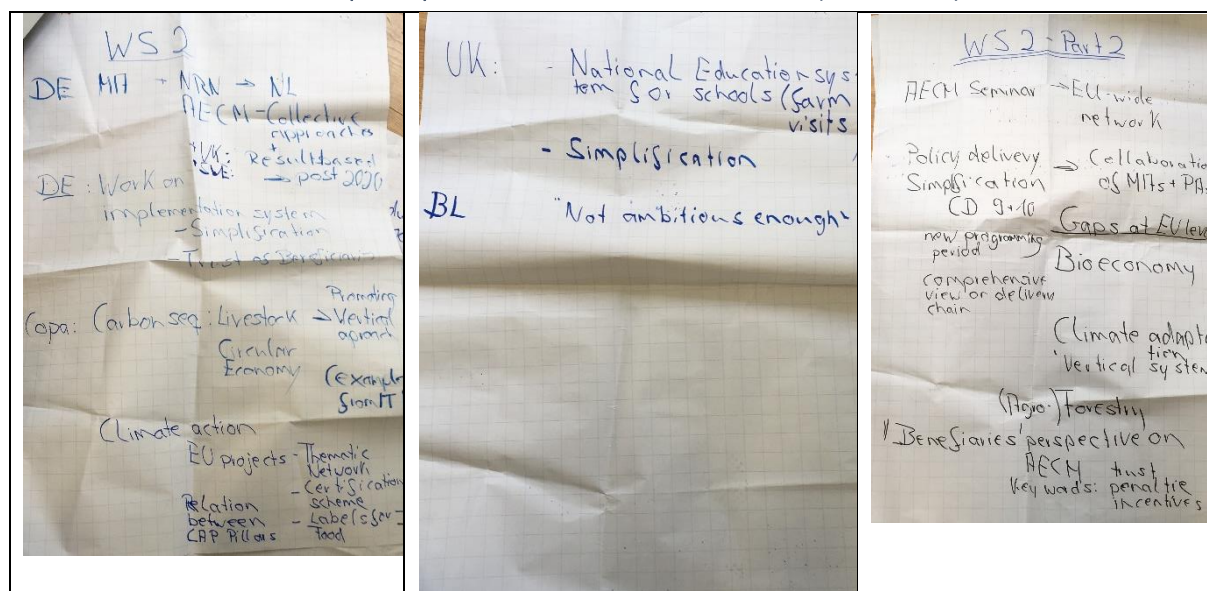 WS 2
DE MA + NRN → NL
AECM-Collective
approaches
+
+UK: Resultbased
SWE: → post 2020
DE: Work on
implementation system
- Simplification
- Trust of Beneficiaries
Promoting
Copa: Carbon seq: Livestock → Vertical
aproach
Circular
Economy (example
from IT
Climate action
EU projects - Thematic
Network
- Certification
scheme
Relation
between - Labels for
CAP Pillars Food
UK: - National Education sys-
tem for schools (farm
visits
- Simplification
BL "Not ambitious enough"
WS 2 - Part 2
AECM Seminar → EU-wide
network
Policy delivery → Collaboratio
Simplification of MAs + PA
CD 9+10
Gaps at EU leve
new programming
period
Bioeconomy
comprehensive
view on delivery
chain
Climate adapta
tion
"Vertical system
(Agro-)Forestry
"Benefiaries' perspective on
AECM trust
Key words: penaltie
incentives